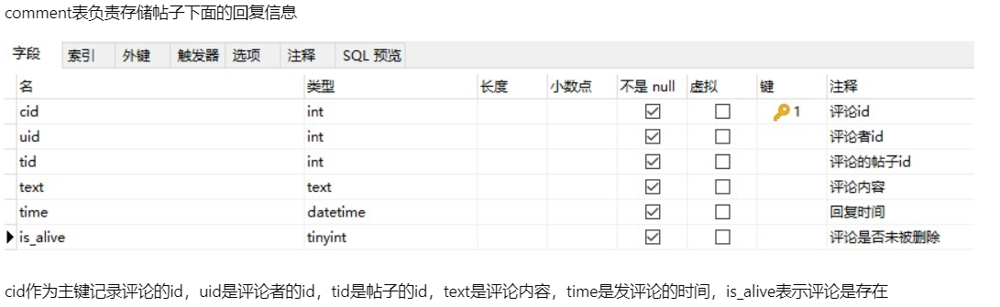 comment表负责存储帖子下面的回复信息
字段 索引 外键 触发器 选项 注释 SQL 预览
名 类型 长度 小数点 不是 null 虚拟 键 注释
cid int 1 评论id
uid int 评论者id
tid int 评论的帖子id
text text 评论内容
time datetime 回复时间
is_alive tinyint 评论是否未被删除
cid作为主键记录评论的id，uid是评论者的id，tid是帖子的id，text是评论内容，time是发评论的时间，is_alive表示评论是存在